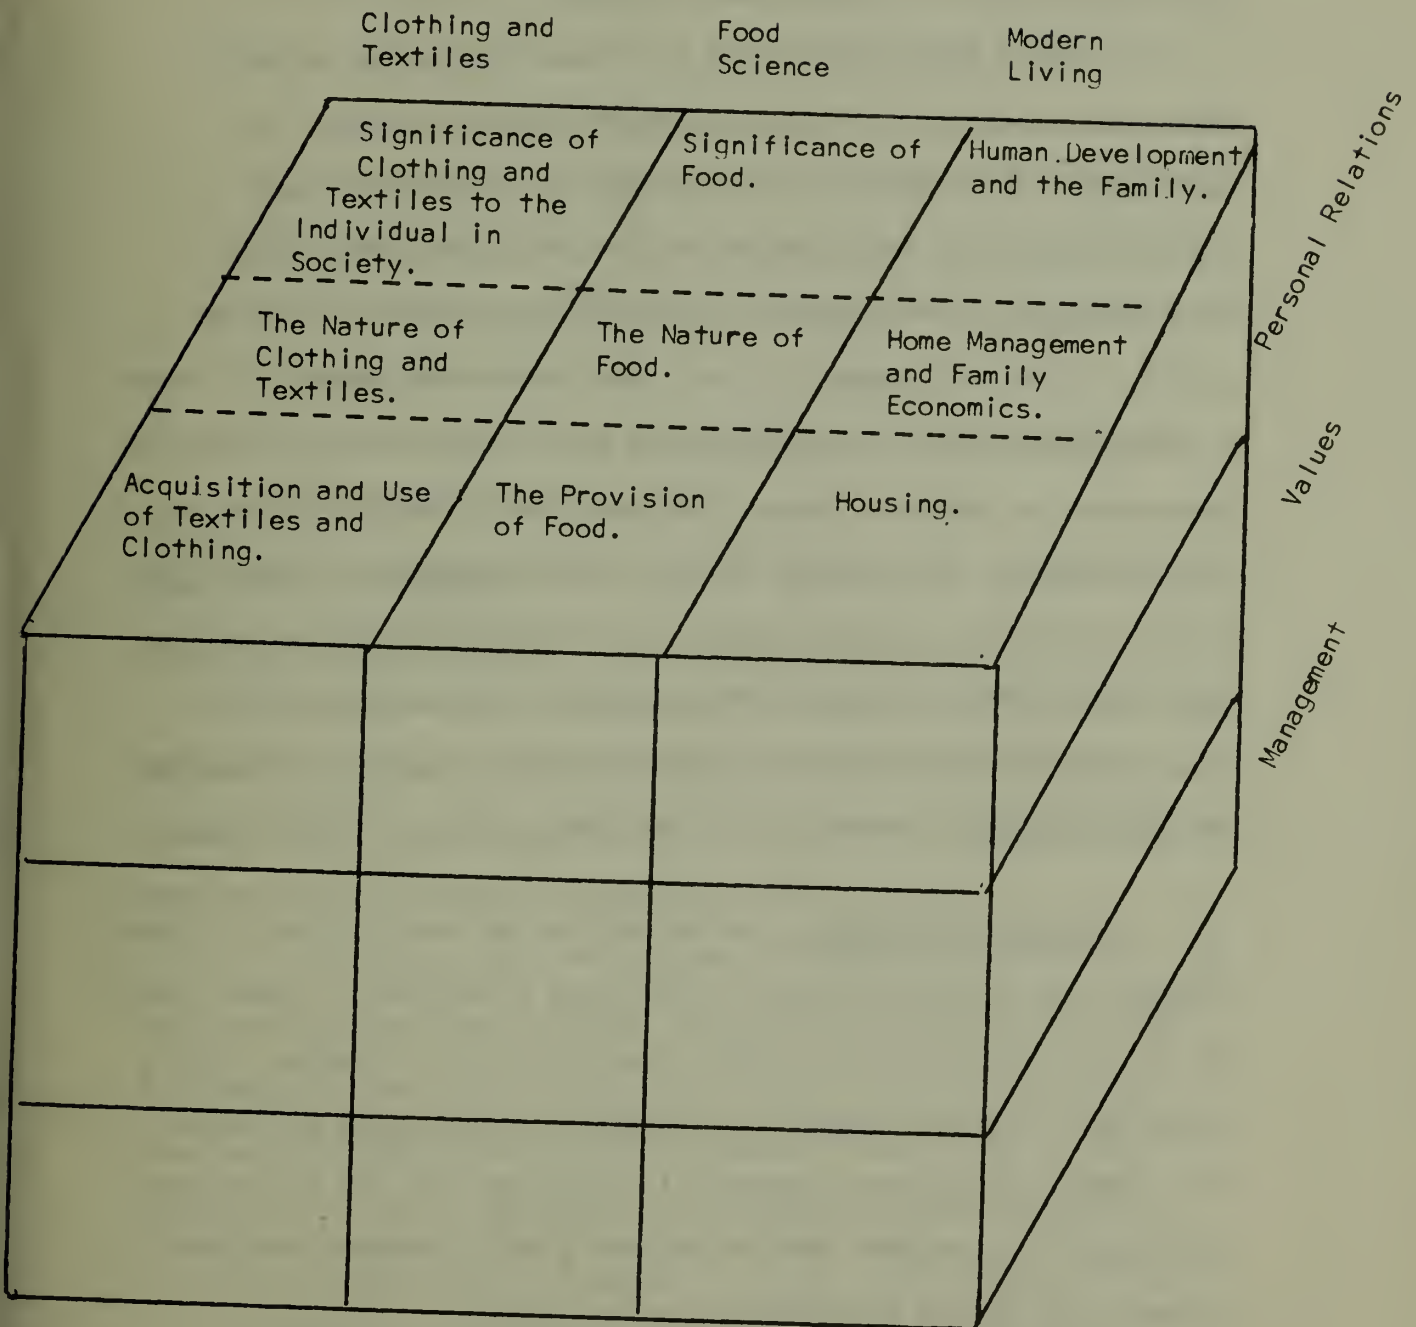 Clothing and
Textiles
Food
Science
Modern
Living
Significance of
Clothing and
Textiles to the
Individual in
Society.
Significance of
Food.
Human.Development
and the Family.
The Nature of
Clothing and
Textiles.
The Nature of
Food.
Home Management
and Family
Economics.
Acquisition and Use
of Textiles and
Clothing.
The Provision
of Food.
Housing.
Personal Relations
Values
Management